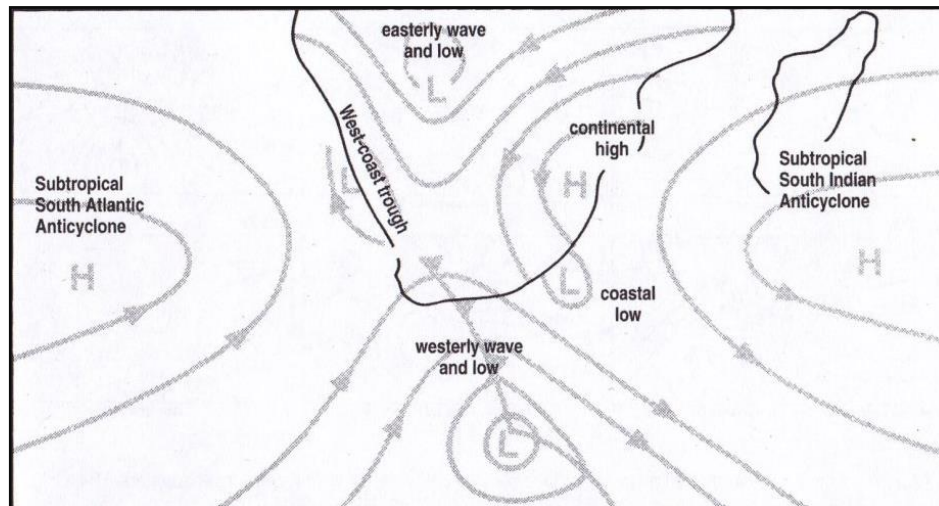 easterly wave
and low
L
West-coast trough
L
continental
high
H
Subtropical
South Atlantic
Anticyclone
H
Subtropical
South Indian
Anticyclone
H
L
coastal
low
westerly wave
and low
L